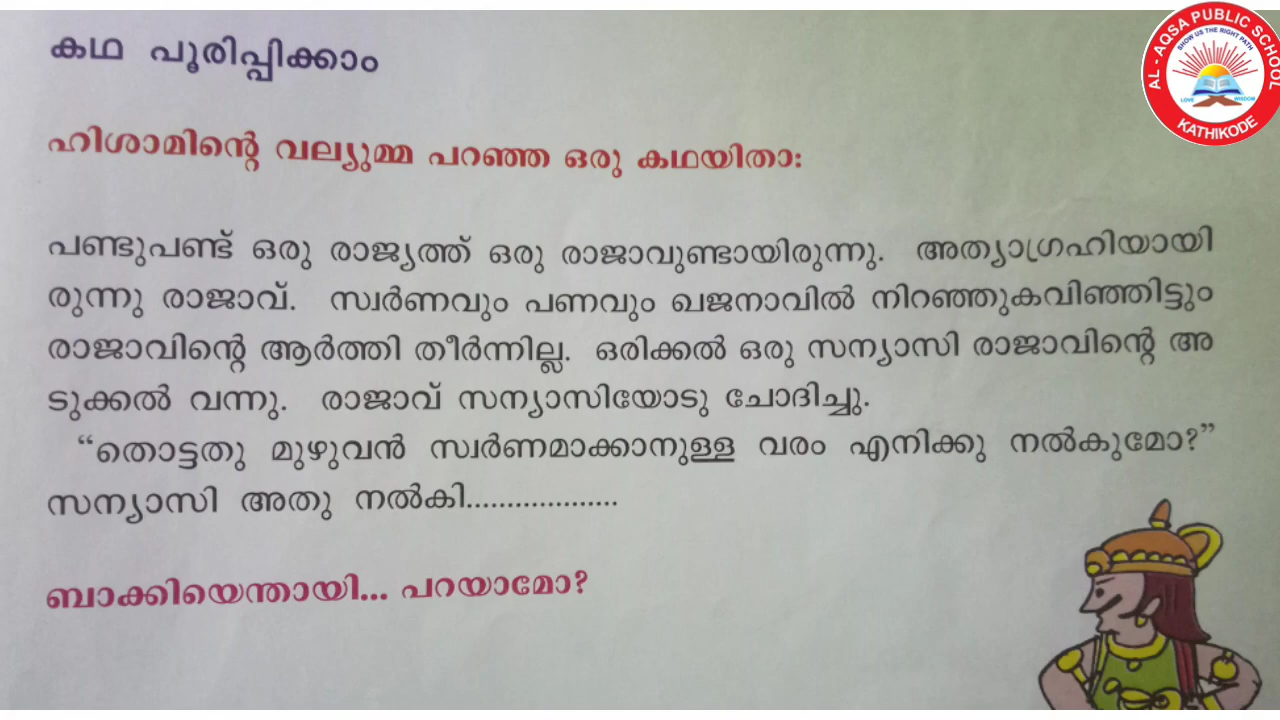 കഥ പൂരിപ്പിക്കാം
AL - AQSA PUBLIC SCHOOL
SHOW US THE RIGHT PATH
LOVE WISDOM
KATHIKODE
ഹിശാമിന്റെ വല്യുമ്മ പറഞ്ഞ ഒരു കഥയിതാ:
പണ്ടുപണ്ട് ഒരു രാജ്യത്ത് ഒരു രാജാവുണ്ടായിരുന്നു. അത്യാഗ്രഹിയായി
രുന്നു രാജാവ്. സ്വർണവും പണവും ഖജനാവിൽ നിറഞ്ഞുകവിഞ്ഞിട്ടും
രാജാവിന്റെ ആർത്തി തീർന്നില്ല. ഒരിക്കൽ ഒരു സന്യാസി രാജാവിന്റെ അ
ടുക്കൽ വന്നു. രാജാവ് സന്യാസിയോടു ചോദിച്ചു.
“തൊട്ടതു മുഴുവൻ സ്വർണമാക്കാനുള്ള വരം എനിക്കു നൽകുമോ?”
സന്യാസി അതു നൽകി...................
ബാക്കിയെന്തായി... പറയാമോ?